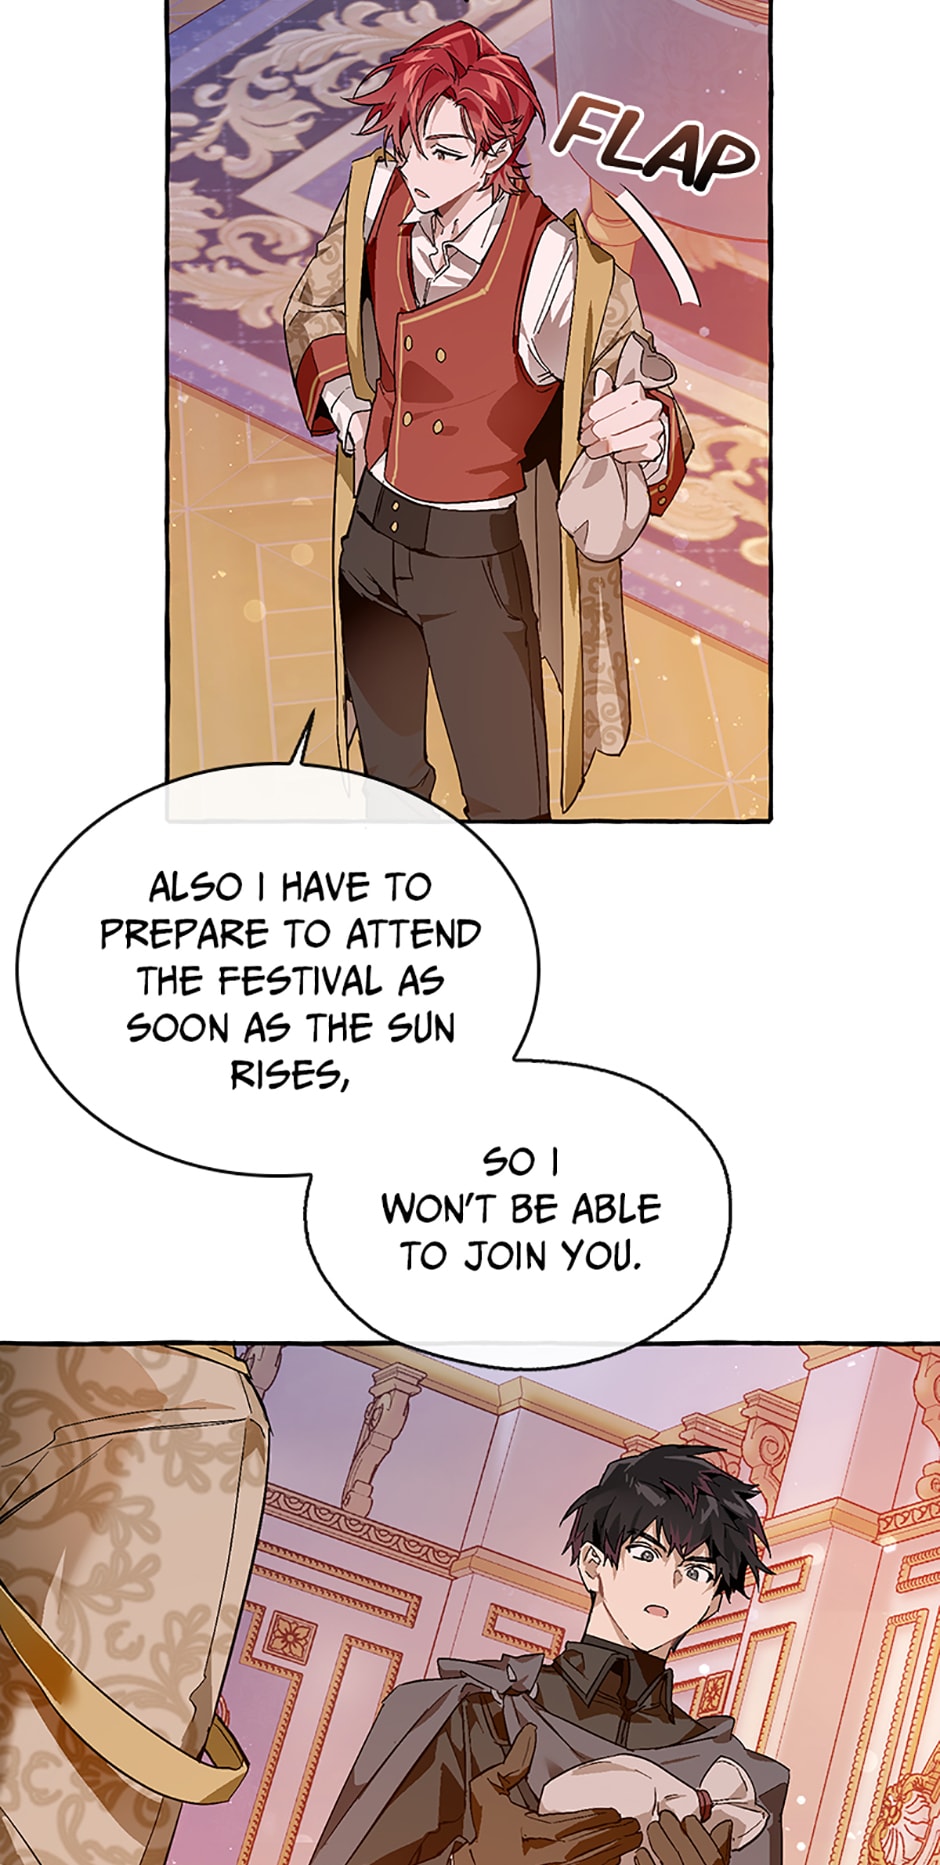 FLAP
ALSO I HAVE TO
PREPARE TO ATTEND
THE FESTIVAL AS
SOON AS THE SUN
RISES,
SO I
WON'T BE ABLE
TO JOIN YOU.